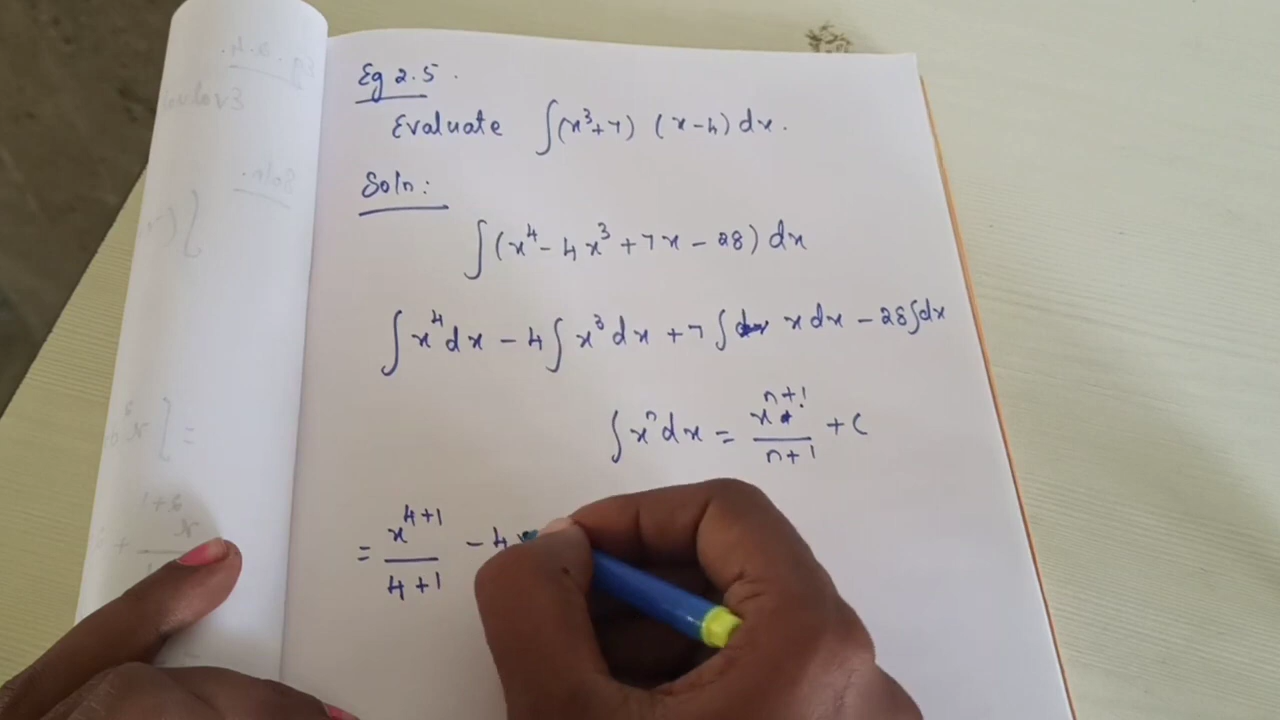 Eg 2.5.
Evaluate ∫(x³+7) (x-4) dx.
Soln:
∫(x⁴- 4x³+7x-28) dx
∫x⁴dx - 4∫x³dx +7∫ x dx - 28∫dx
∫xⁿdx = xⁿ⁺¹/n+1 +c
= x⁴⁺¹/4+1 - 4